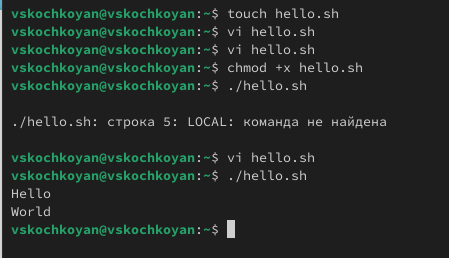 vskochkoyan@vskochkoyan:~$ touch hello.sh
vskochkoyan@vskochkoyan:~$ vi hello.sh
vskochkoyan@vskochkoyan:~$ vi hello.sh
vskochkoyan@vskochkoyan:~$ chmod +x hello.sh
vskochkoyan@vskochkoyan:~$ ./hello.sh
./hello.sh: строка 5: LOCAL: команда не найдена
vskochkoyan@vskochkoyan:~$ vi hello.sh
vskochkoyan@vskochkoyan:~$ ./hello.sh
Hello
World
vskochkoyan@vskochkoyan:~$